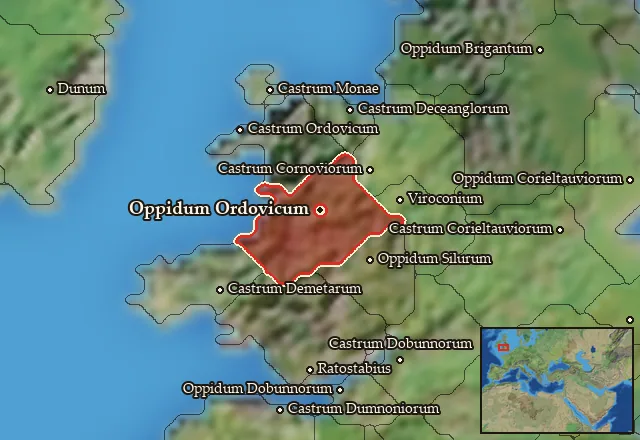 Oppidum Brigantum
Dunum
Castrum Monae
Castrum Deceanglorum
Castrum Ordovicum
Castrum Cornoviorum
Oppidum Corieltauviorum
Viroconium
Oppidum Ordovicum
Castrum Corieltauviorum
Oppidum Silurum
Castrum Demetarum
Castrum Dobunnorum
Ratostabius
Oppidum Dobunnorum
Castrum Dumnoniorum